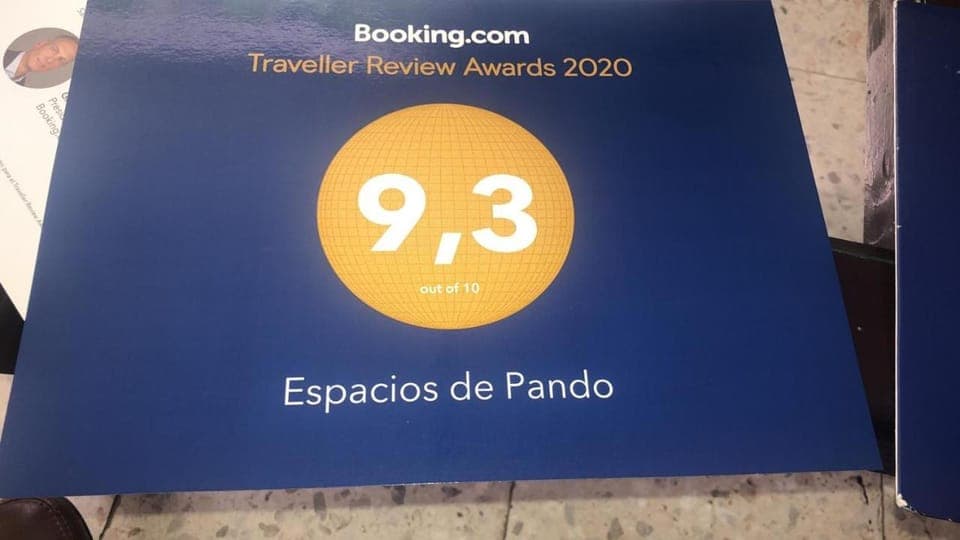 Booking.com
Traveller Review Awards 2020
9,3
out of 10
Espacios de Pando